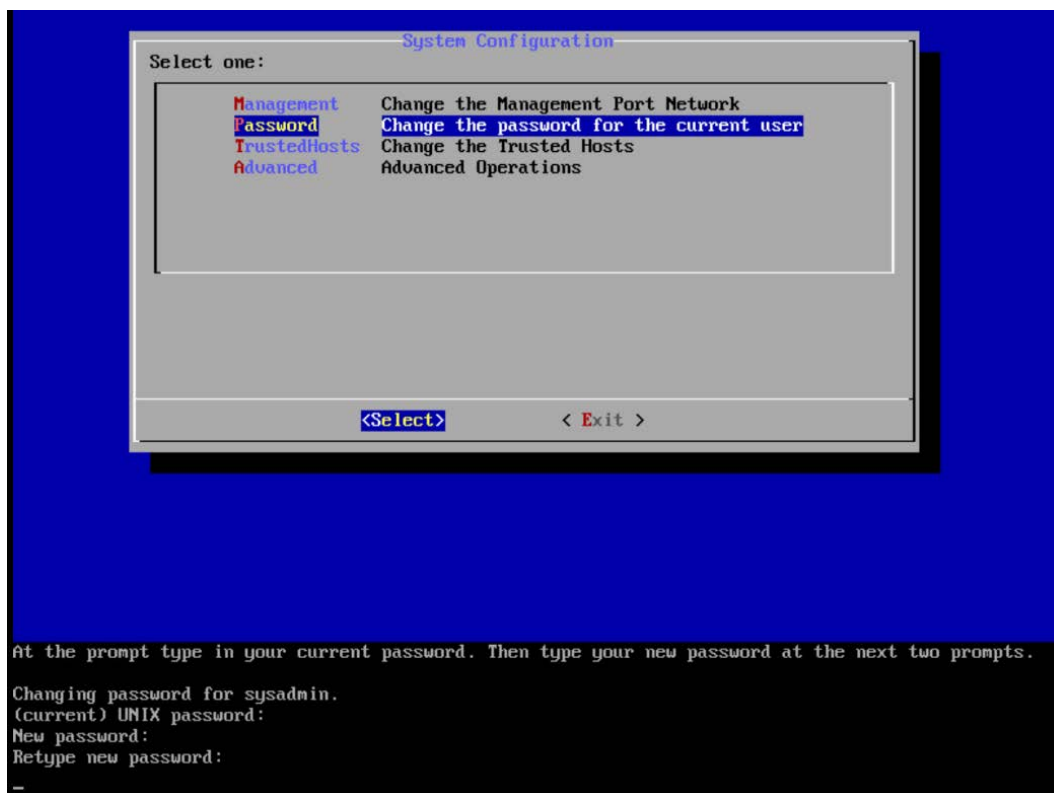 System Configuration
Select one:
Management Change the Management Port Network
Password Change the password for the current user
TrustedHosts Change the Trusted Hosts
Advanced Advanced Operations
<Select> < Exit >
At the prompt type in your current password. Then type your new password at the next two prompts.
Changing password for sysadmin.
(current) UNIX password:
New password:
Retype new password:
_